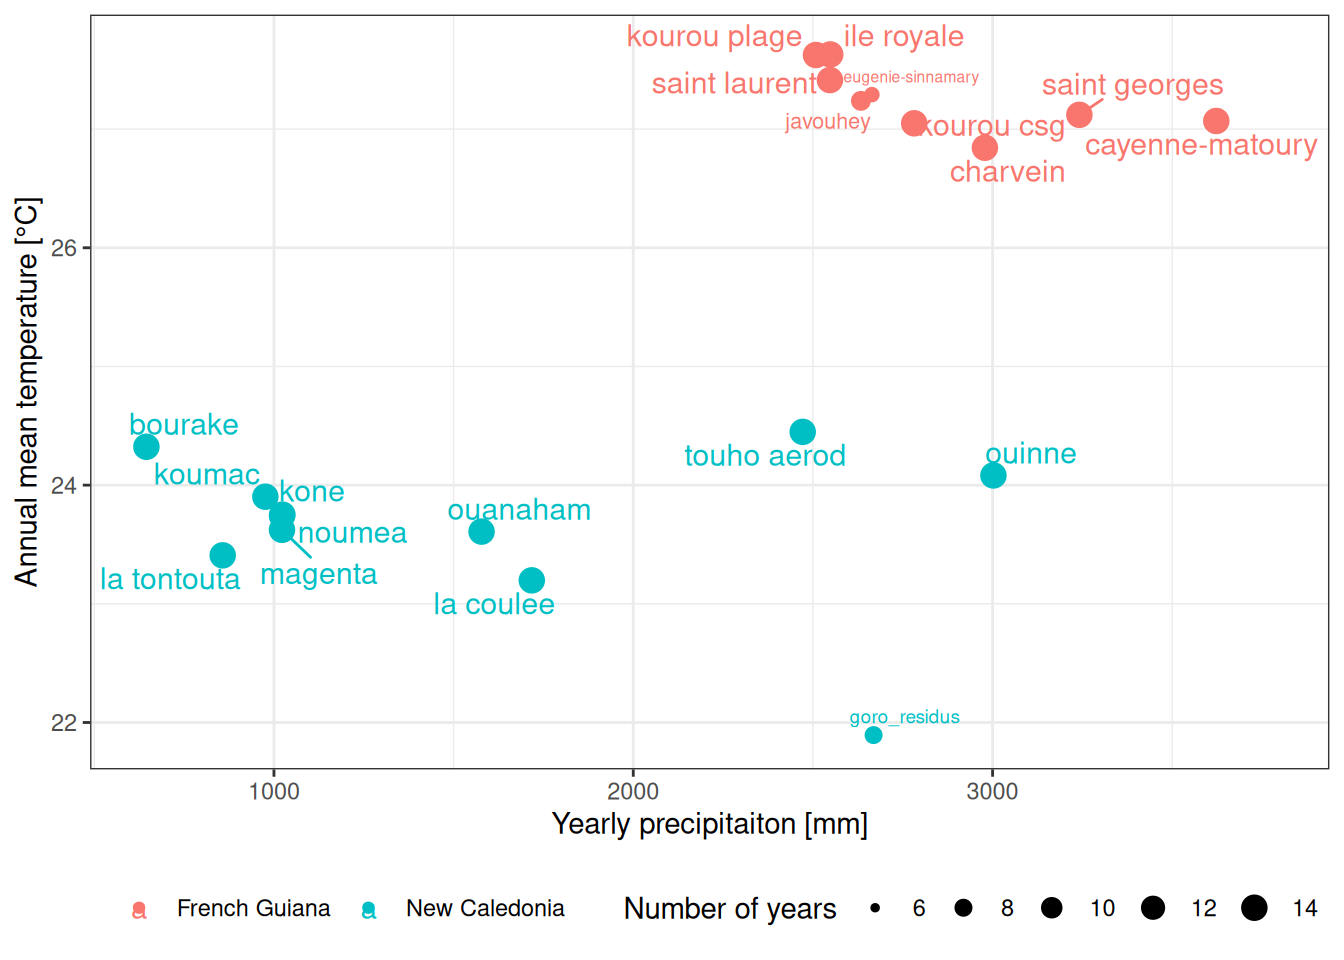 kourou plage
ile royale
saint laurent
eugenie-sinnamary
saint georges
javouhey
kourou csg
cayenne-matoury
charvein
Annual mean temperature [°C]
26
bourake
touho aerod
ouinne
koumac
kone
24
ouanaham
noumea
la tontouta
magenta
la coulee
goro_residus
22
1000
2000
3000
Yearly precipitaiton [mm]
a French Guiana
a New Caledonia
Number of years
6
8
10
12
14